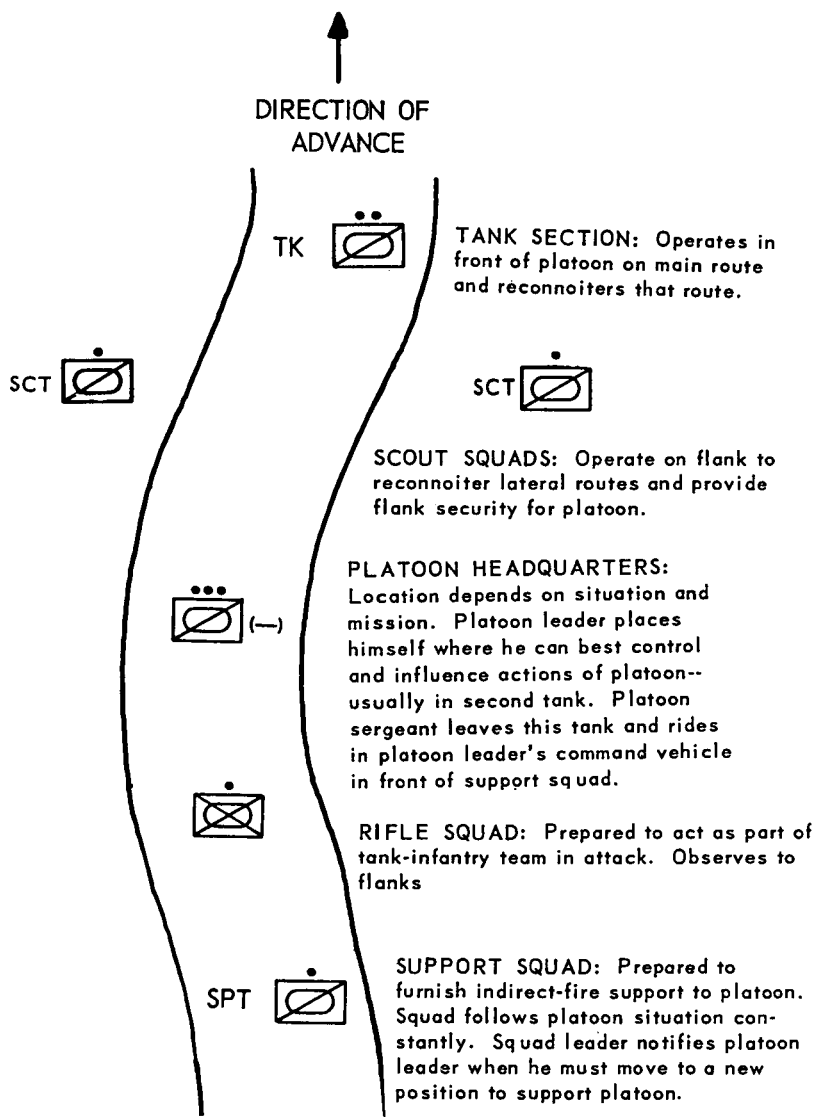 DIRECTION OF
ADVANCE
TK
TANK SECTION: Operates in
front of platoon on main route
and reconnoiters that route.
SCT
SCT
SCOUT SQUADS: Operate on flank to
reconnoiter lateral routes and provide
flank security for platoon.
PLATOON HEADQUARTERS:
Location depends on situation and
mission. Platoon leader places
himself where he can best control
and influence actions of platoon--
usually in second tank. Platoon
sergeant leaves this tank and rides
in platoon leader's command vehicle
in front of support squad.
(—)
RIFLE SQUAD: Prepared to act as part of
tank-infantry team in attack. Observes to
flanks
SPT
SUPPORT SQUAD: Prepared to
furnish indirect-fire support to platoon.
Squad follows platoon situation con-
stantly. Squad leader notifies platoon
leader when he must move to a new
position to support platoon.